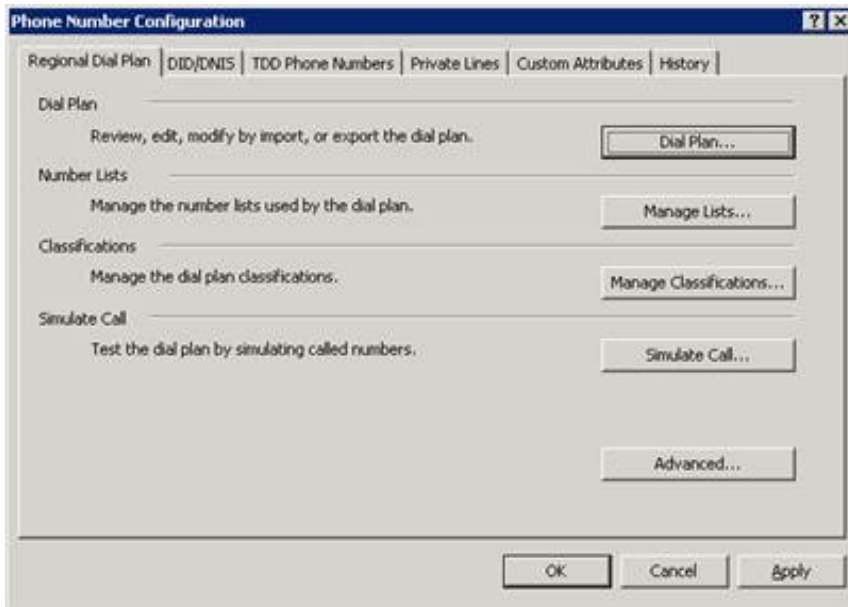 Phone Number Configuration
Regional Dial Plan DID/DNIS TDD Phone Numbers Private Lines Custom Attributes History
Dial Plan
Review, edit, modify by import, or export the dial plan. Dial Plan...
Number Lists
Manage the number lists used by the dial plan. Manage Lists...
Classifications
Manage the dial plan classifications. Manage Classifications...
Simulate Call
Test the dial plan by simulating called numbers. Simulate Call...
Advanced...
OK Cancel Apply